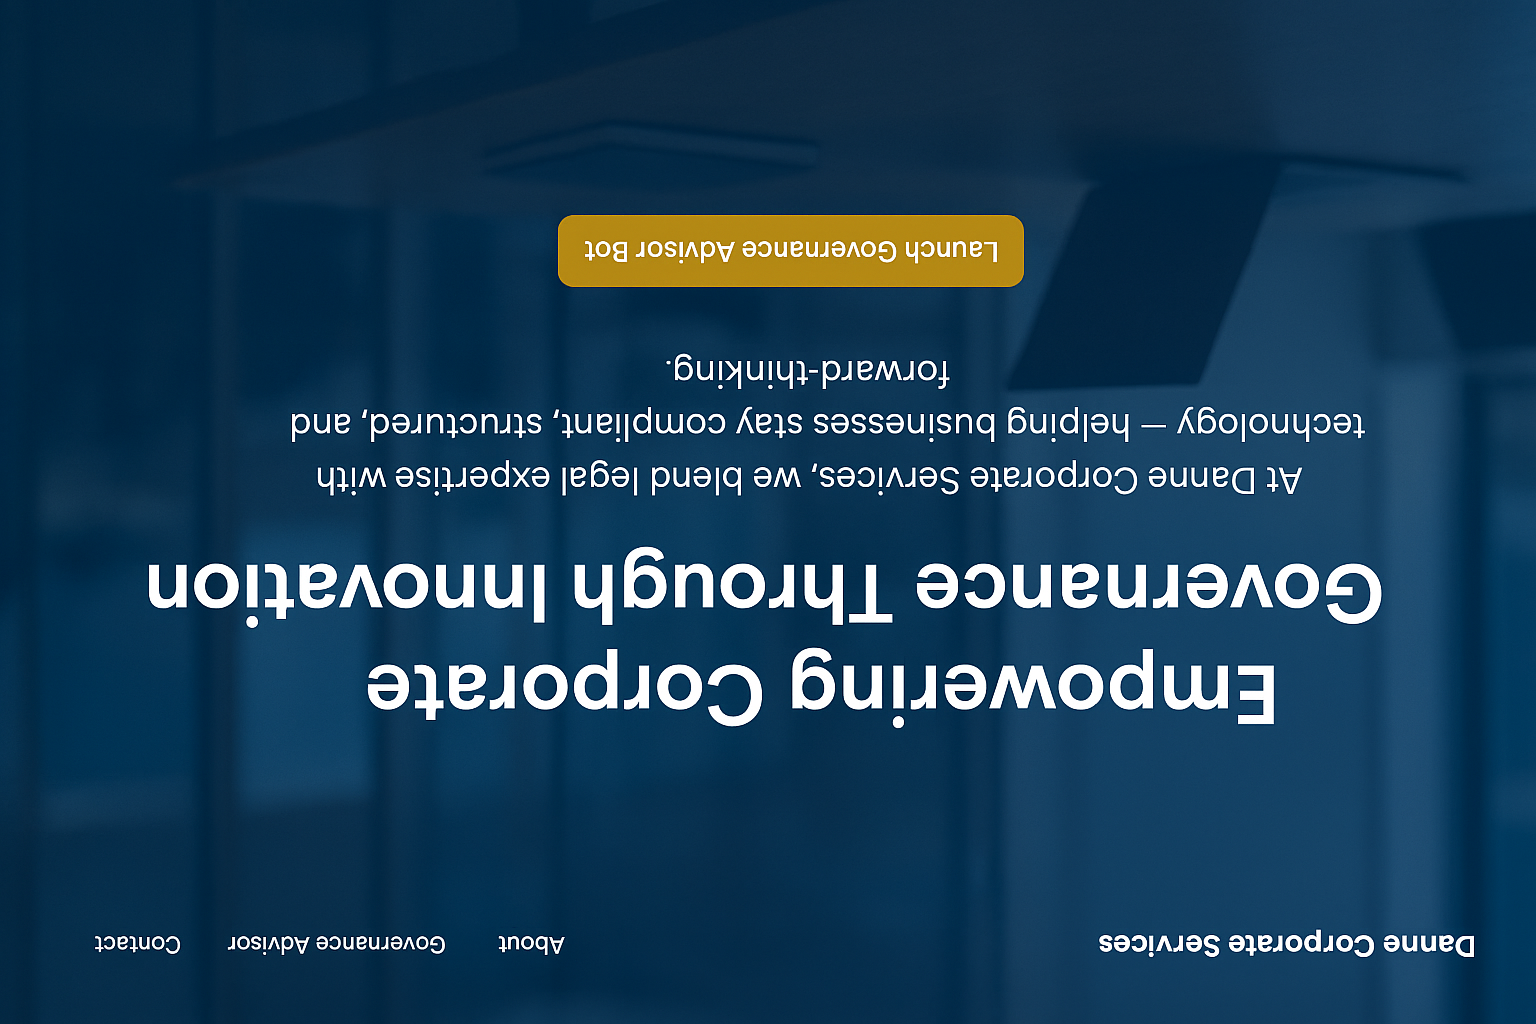 Danne Corporate Services
About
Governance Advisor
Contact
Empowering Corporate
Governance Through Innovation
At Danne Corporate Services, we blend legal expertise with
technology – helping businesses stay compliant, structured, and
forward-thinking.
Launch Governance Advisor Bot